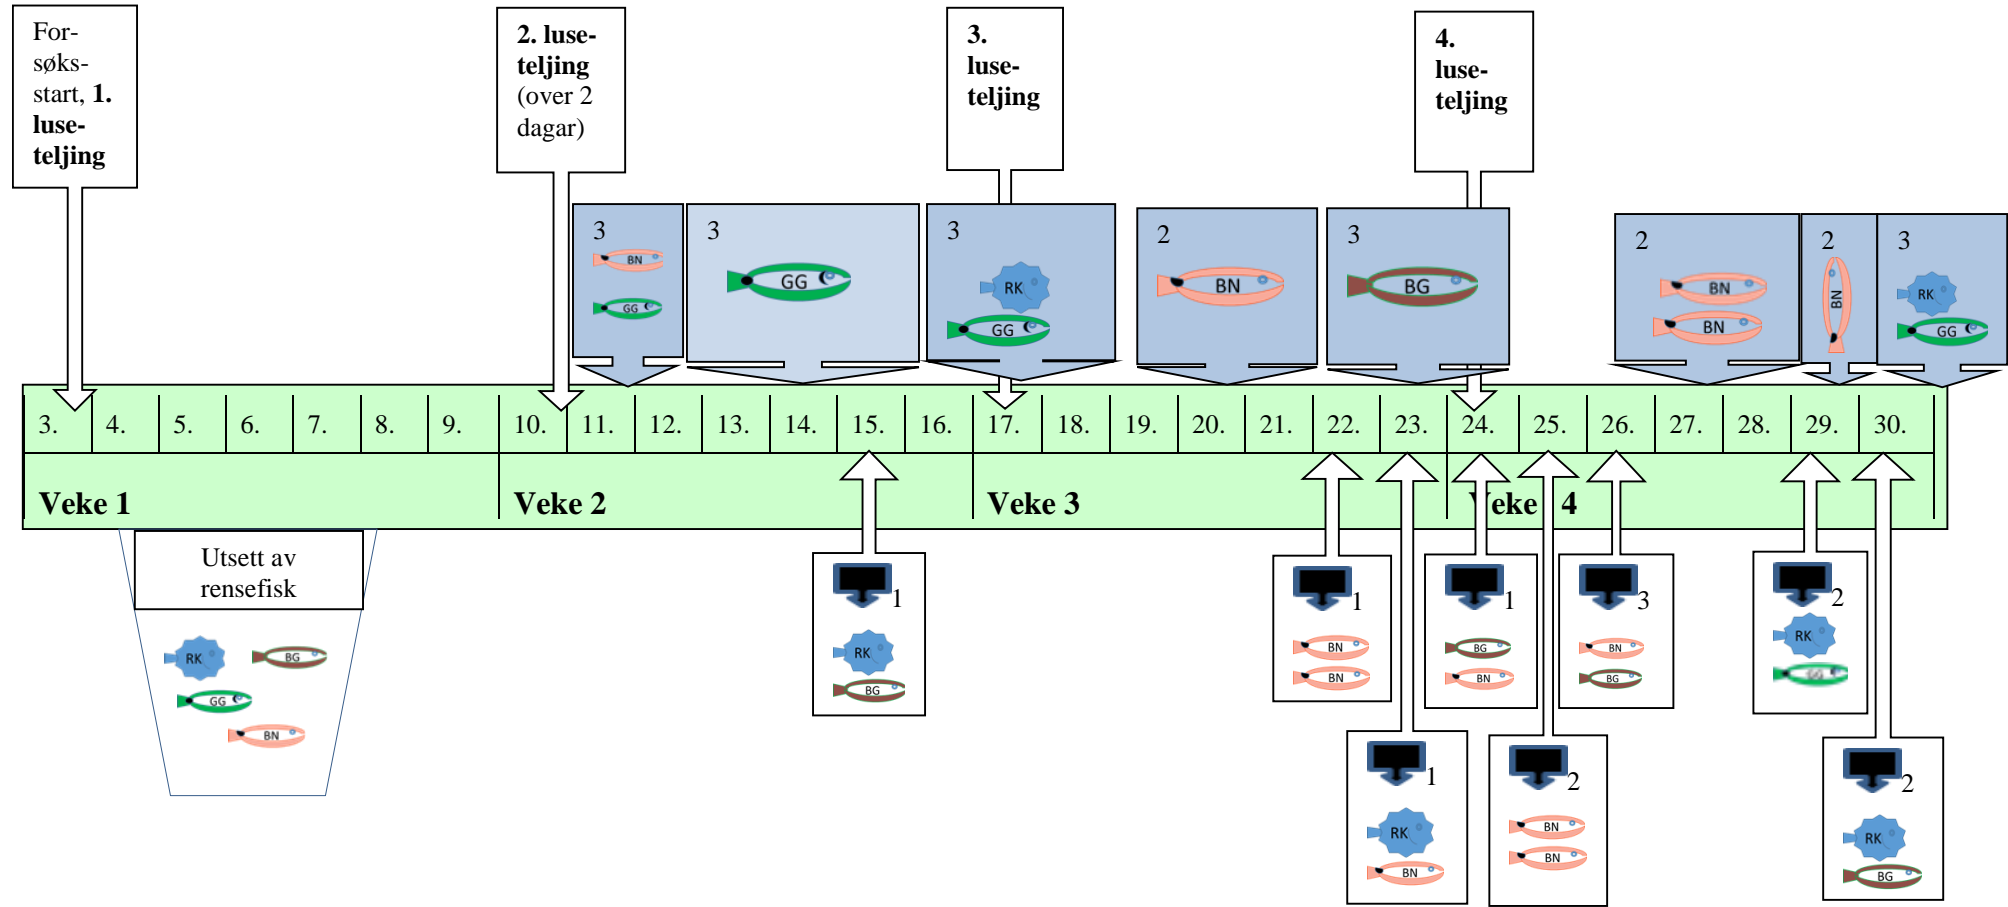 For-
søks-
start, 1.
luse-
teljing
2. luse-
teljing
(over 2
dagar)
3.
luse-
teljing
4.
luse-
teljing
3
BN
GG
3
GG
3
RK
GG
2
BN
3
BG
2
BN
BN
2
BN
3
RK
GG
3. 4. 5. 6. 7. 8. 9. 10. 11. 12. 13. 14. 15. 16. 17. 18. 19. 20. 21. 22. 23. 24. 25. 26. 27. 28. 29. 30.
Veke 1 Veke 2 Veke 3 Veke 4
Utsett av
rensefisk
RK
BG
GG
BN
1
RK
BG
1
BN
BN
1
RK
BN
1
BG
BN
2
BN
BN
3
BN
BG
2
RK
GG
2
RK
BG